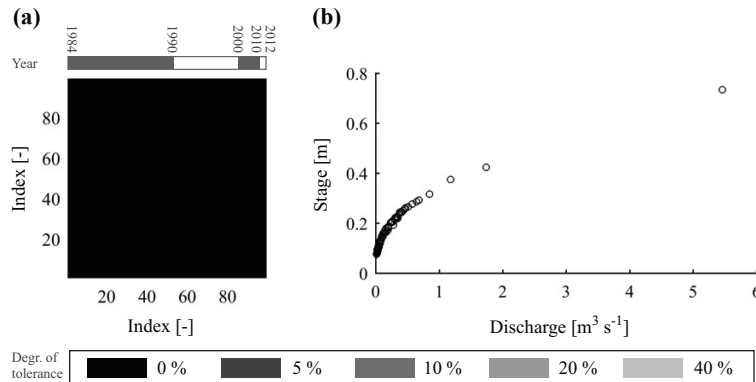 (a)
(b)
1984
1990
2000
2010
2012
Year
Index [-]
80
60
40
20
20 40 60 80
Index [-]
Stage [m]
0.8
0.6
0.4
0.2
0
0 1 2 3 4 5 6
Discharge [m³ s⁻¹]
Degr. of
tolerance
0 % 5 % 10 % 20 % 40 %